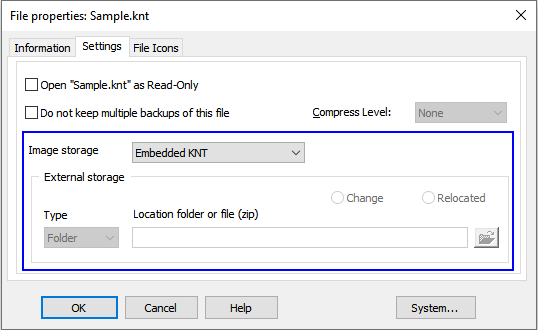 File properties: Sample.knt
Information Settings File Icons
Open "Sample.knt" as Read-Only
Do not keep multiple backups of this file Compress Level: None
Image storage Embedded KNT
External storage
Change Relocated
Type Location folder or file (zip)
Folder
OK Cancel Help System...